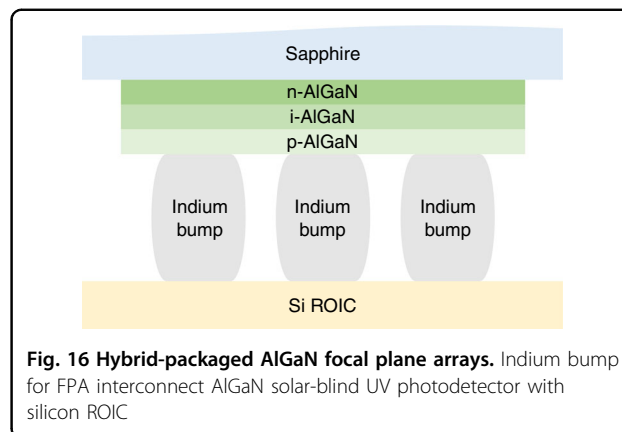 Sapphire
n-AlGaN
i-AlGaN
p-AlGaN
Indium bump
Indium bump
Indium bump
Si ROIC
Fig. 16 Hybrid-packaged AlGaN focal plane arrays. Indium bump
for FPA interconnect AlGaN solar-blind UV photodetector with
silicon ROIC